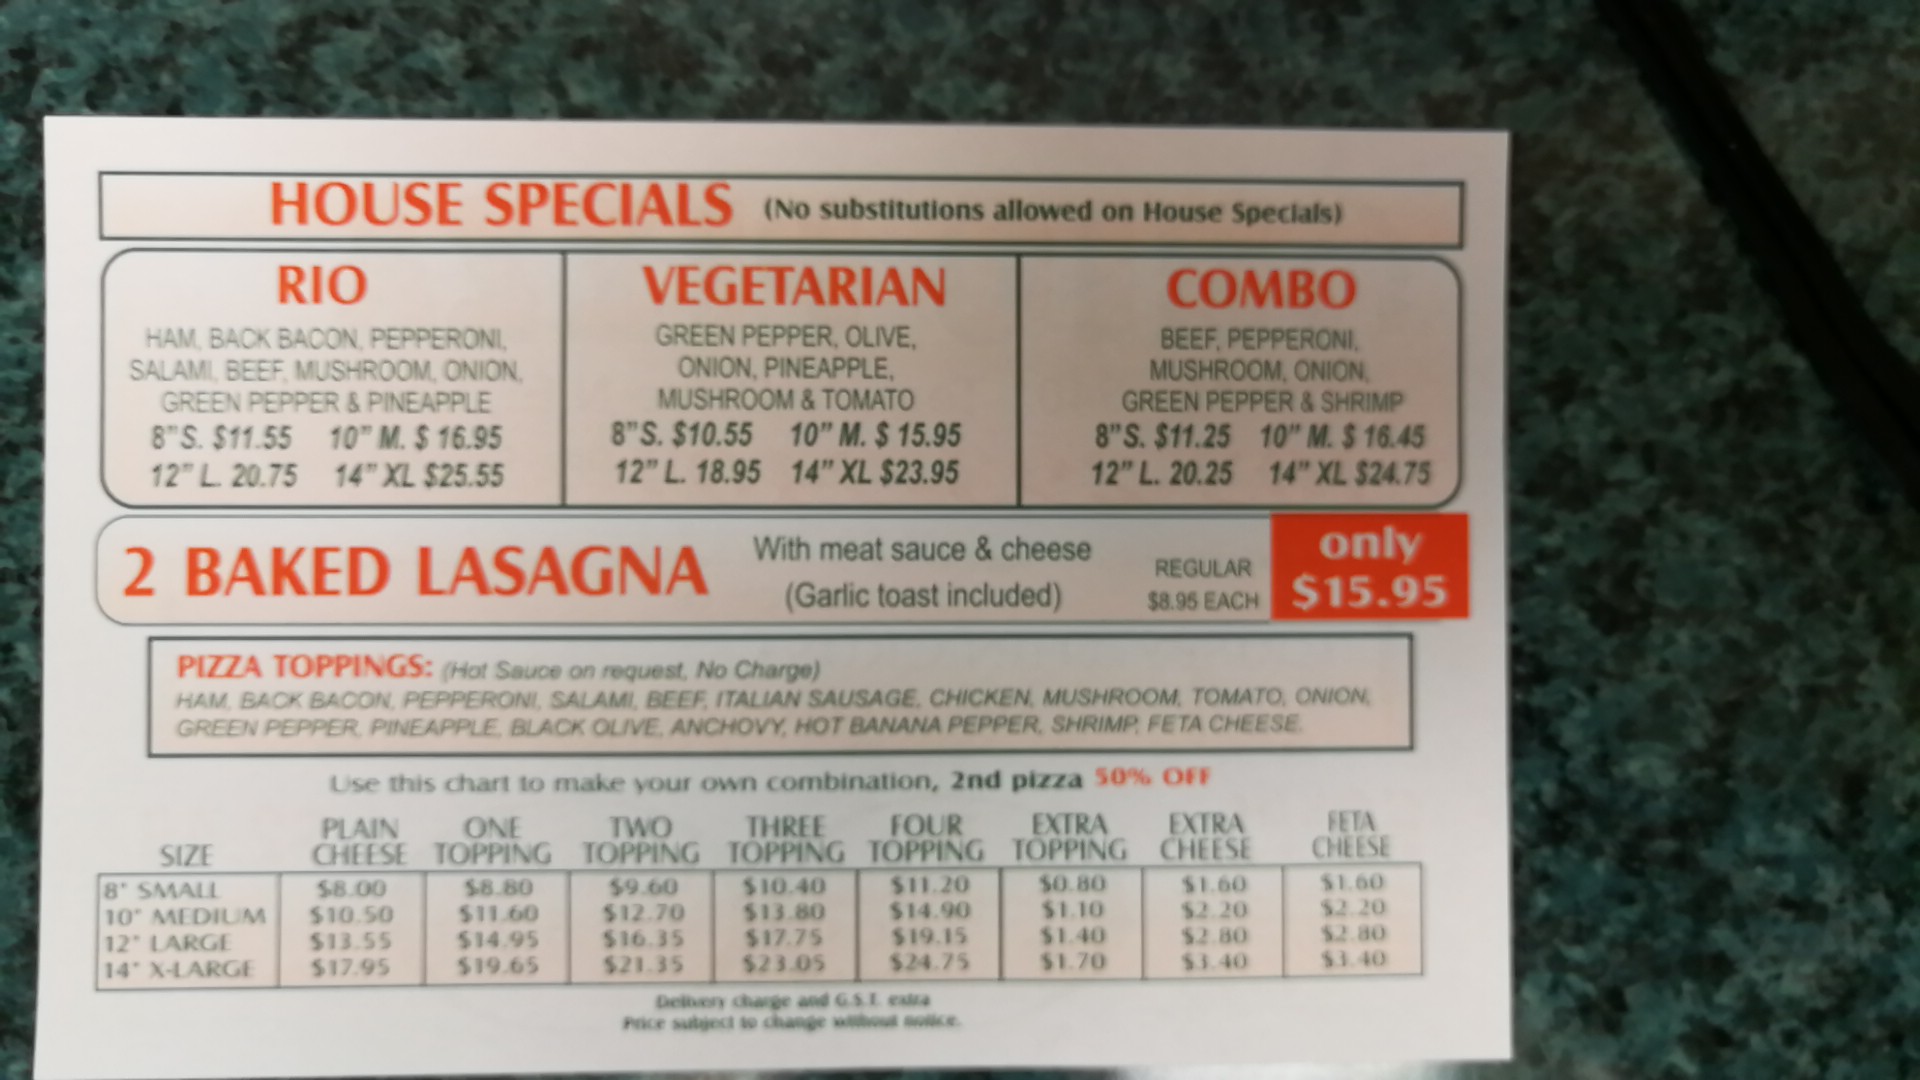 HOUSE SPECIALS (No substitutions allowed on House Specials)
RIO
HAM, BACK BACON, PEPPERONI,
SALAMI, BEEF, MUSHROOM, ONION,
GREEN PEPPER & PINEAPPLE
8" S. $11.55 10" M. $ 16.95
12" L. 20.75 14" XL $25.55
VEGETARIAN
GREEN PEPPER, OLIVE,
ONION, PINEAPPLE,
MUSHROOM & TOMATO
8" S. $10.55 10" M. $ 15.95
12" L. 18.95 14" XL $23.95
COMBO
BEEF, PEPPERONI,
MUSHROOM, ONION,
GREEN PEPPER & SHRIMP
8" S. $11.25 10" M. $ 16.45
12" L. 20.25 14" XL $24.75
2 BAKED LASAGNA
With meat sauce & cheese
(Garlic toast included)
REGULAR
$8.95 EACH
only
$15.95
PIZZA TOPPINGS: (Hot Sauce on request, No Charge)
HAM, BACK BACON, PEPPERONI, SALAMI, BEEF, ITALIAN SAUSAGE, CHICKEN, MUSHROOM, TOMATO, ONION,
GREEN PEPPER, PINEAPPLE, BLACK OLIVE, ANCHOVY, HOT BANANA PEPPER, SHRIMP, FETA CHEESE.
Use this chart to make your own combination, 2nd pizza 50% OFF
SIZE PLAIN CHEESE ONE TOPPING TWO TOPPING THREE TOPPING FOUR TOPPING EXTRA TOPPING EXTRA CHEESE FETA CHEESE
8" SMALL $8.00 $8.80 $9.60 $10.40 $11.20 $0.80 $1.60 $1.60
10" MEDIUM $10.50 $11.60 $12.70 $13.80 $14.90 $1.10 $2.20 $2.20
12" LARGE $13.55 $14.95 $16.35 $17.75 $19.15 $1.40 $2.80 $2.80
14" X-LARGE $17.95 $19.65 $21.35 $23.05 $24.75 $1.70 $3.40 $3.40
Delivery charge and G.S.T. extra
Price subject to change without notice.